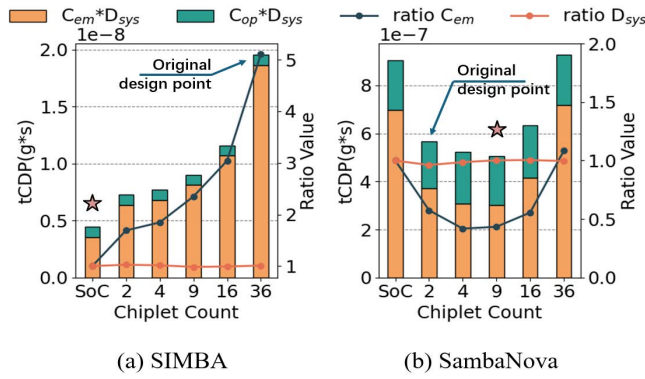 C_em*D_sys C_op*D_sys ratio C_em ratio D_sys
1e−8
2.0
1.5
1.0
0.5
0.0
tCDP(g*s)
Original
design point
5
4
3
2
1
Ratio Value
SoC 2 4 9 16 36
Chiplet Count
(a) SIMBA
1e−7
8
6
4
2
0
tCDP(g*s)
Original
design point
2.0
1.5
1.0
0.5
0.0
Ratio Value
SoC 2 4 9 16 36
Chiplet Count
(b) SambaNova